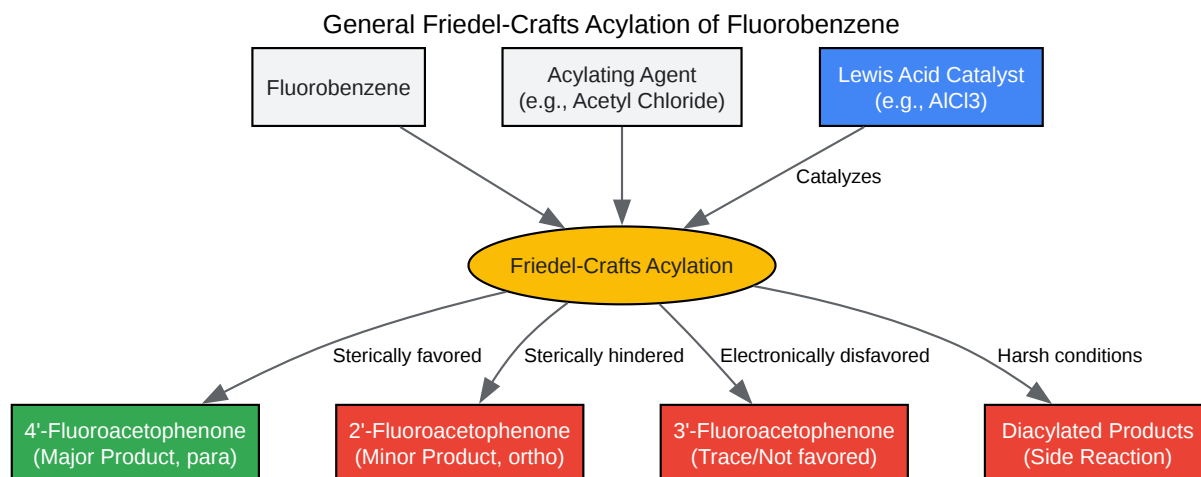 General Friedel-Crafts Acylation of Fluorobenzene
Fluorobenzene
Acylating Agent
(e.g., Acetyl Chloride)
Lewis Acid Catalyst
(e.g., AlCl3)
Catalyzes
Friedel-Crafts Acylation
Sterically favored
Sterically hindered
Electronically disfavored
Harsh conditions
4'-Fluoroacetophenone
(Major Product, para)
2'-Fluoroacetophenone
(Minor Product, ortho)
3'-Fluoroacetophenone
(Trace/Not favored)
Diacylated Products
(Side Reaction)